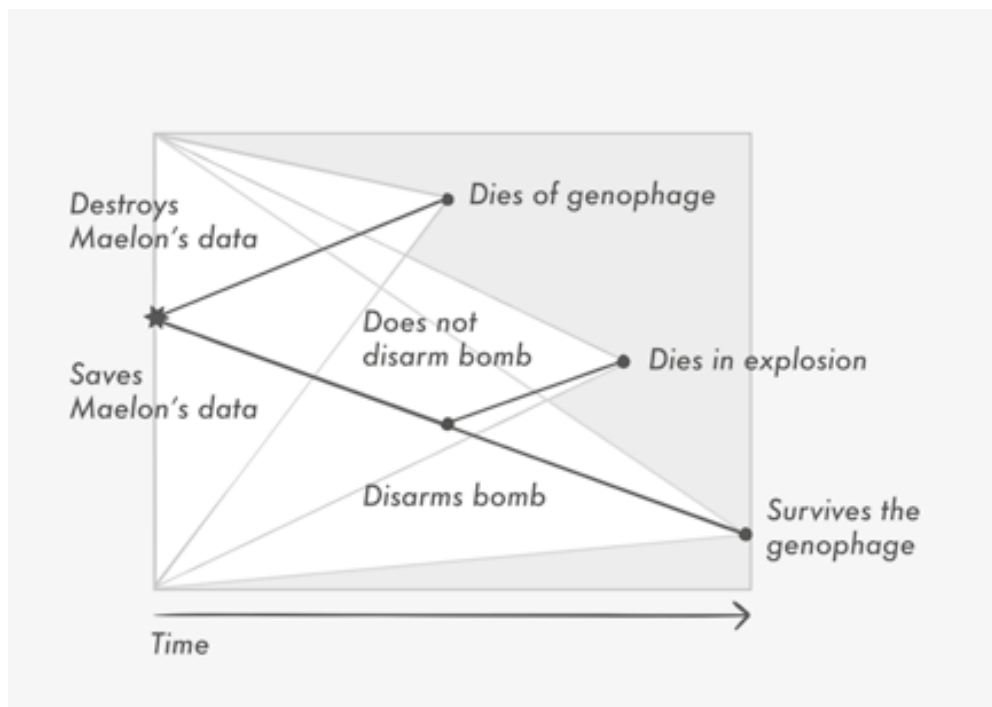 Destroys
Maelon's data
Dies of genophage
Does not
disarm bomb
Dies in explosion
Saves
Maelon's data
Disarms bomb
Survives the
genophage
Time